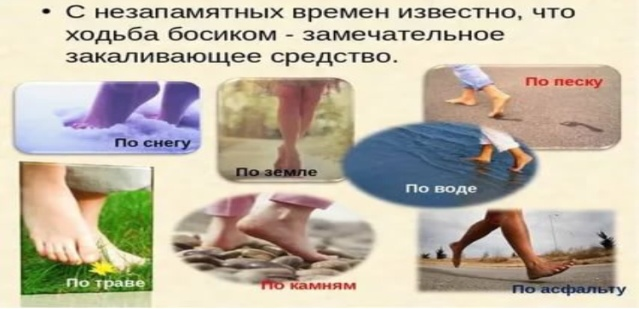 • С незапамятных времен известно, что
ходьба босиком - замечательное
закаливающее средство.
По песку
По снегу
По земле
По воде
По траве
По камням
По асфальту